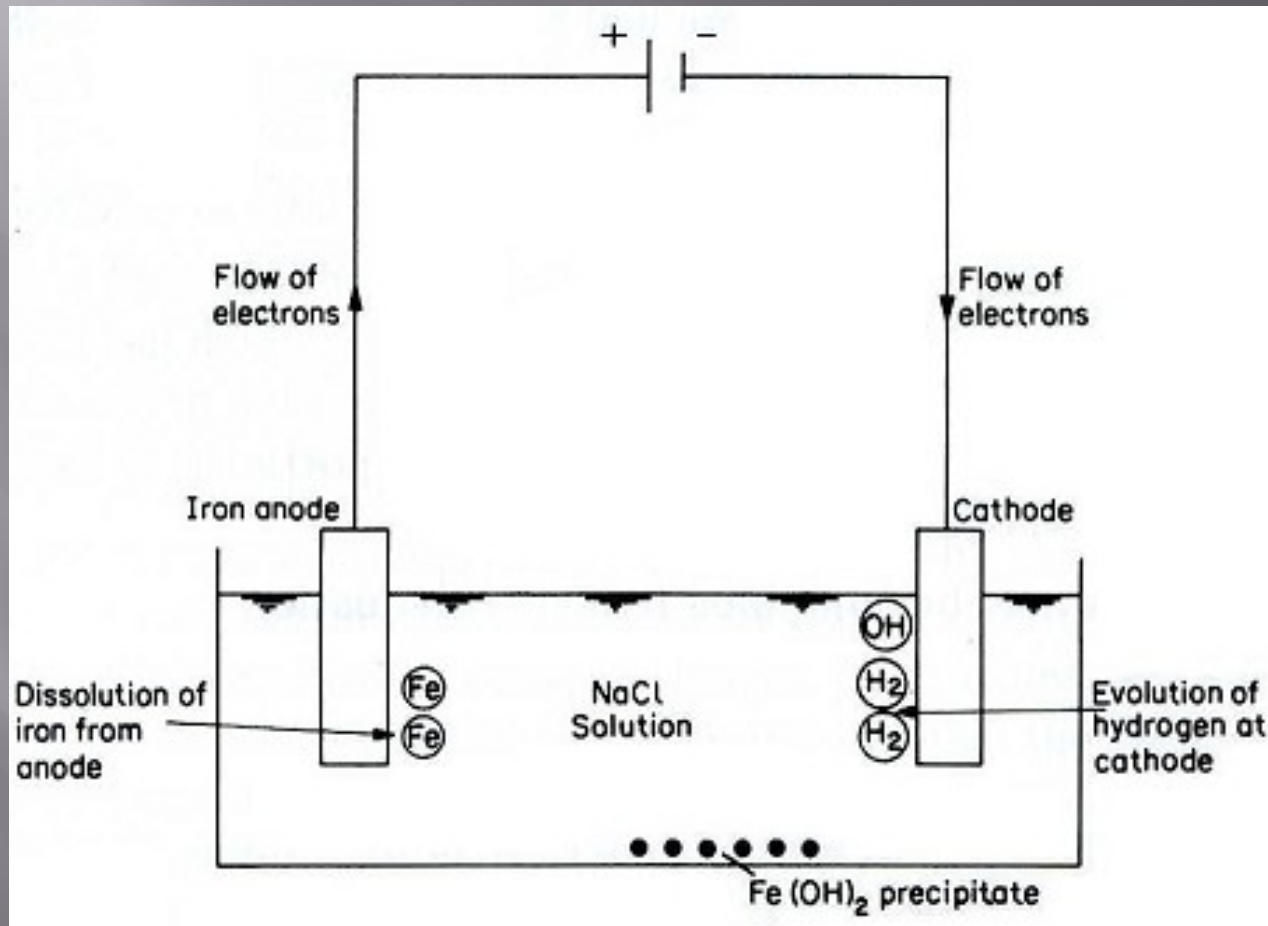 + -
Flow of
electrons
Flow of
electrons
Iron anode
Cathode
OH
Fe
H2
NaCl
Solution
Fe
H2
Dissolution of
iron from
anode
Evolution of
hydrogen at
cathode
Fe (OH)2 precipitate